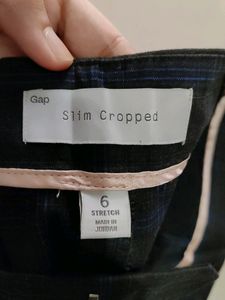 Gap
Slim Cropped
6
STRETCH
MADE IN
JORDAN